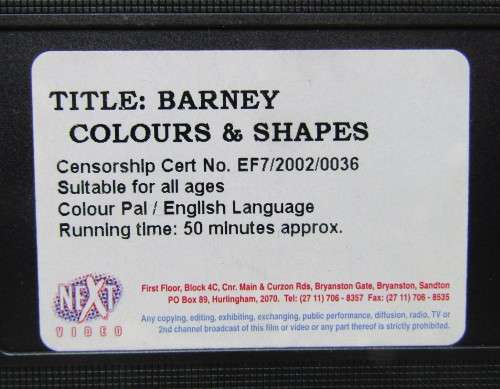 TITLE: BARNEY
COLOURS & SHAPES
Censorship Cert No. EF7/2002/0036
Suitable for all ages
Colour Pal / English Language
Running time: 50 minutes approx.
NEXT
VIDEO
First Floor, Block 4C, Cnr. Main & Curzon Rds, Bryanston Gate, Bryanston, Sandton
PO Box 89, Hurlingham, 2070. Tel: (27 11) 706 - 8357 Fax: (27 11) 706 - 8535
Any copying, editing, exhibiting, exchanging, public performance, diffusion, radio, TV or
2nd channel broadcast of this film or video or any part thereof is strictly prohibited.